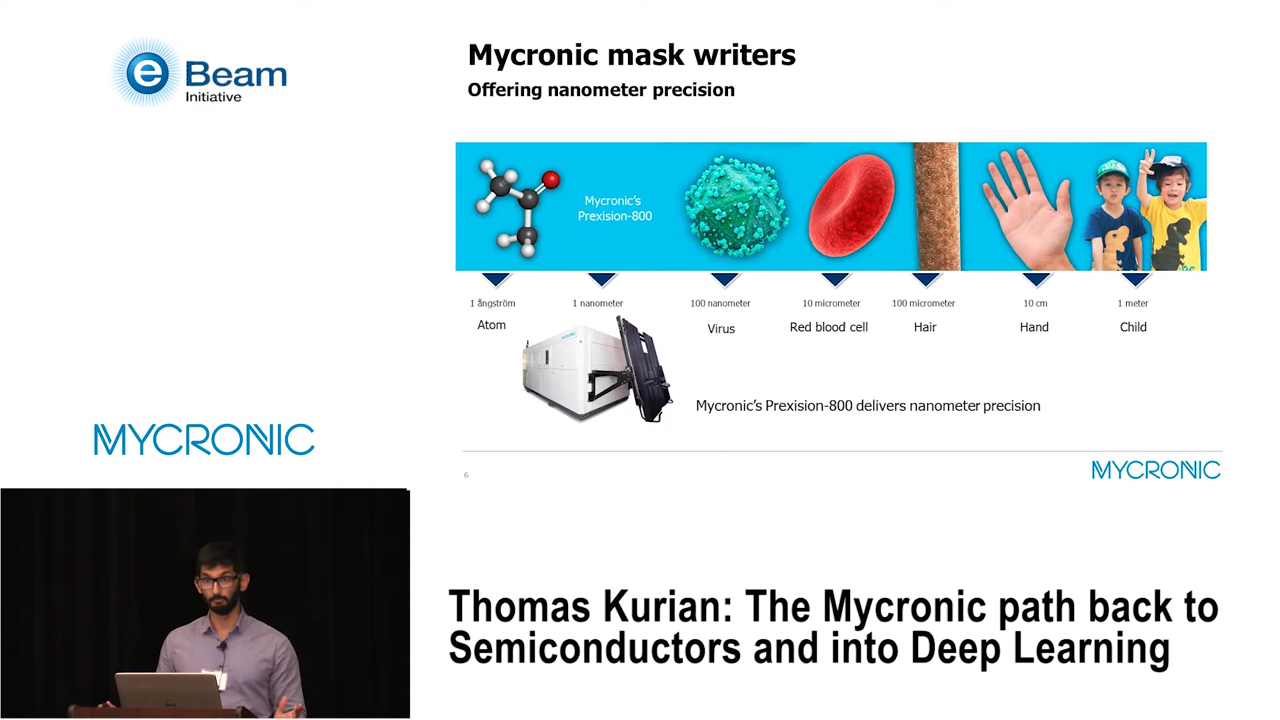 e Beam
Initiative
Mycronic mask writers
Offering nanometer precision
Mycronic's
Prexision-800
1 ångström
1 nanometer
100 nanometer
10 micrometer
100 micrometer
10 cm
1 meter
Atom
Virus
Red blood cell
Hair
Hand
Child
Mycronic's Prexision-800 delivers nanometer precision
MYCRONIC
6
MYCRONIC
Thomas Kurian: The Mycronic path back to
Semiconductors and into Deep Learning